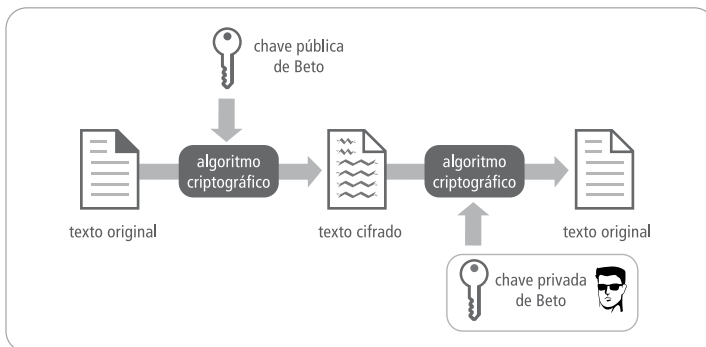 chave pública
de Beto
algoritmo
criptográfico
algoritmo
criptográfico
texto original
texto cifrado
texto original
chave privada
de Beto